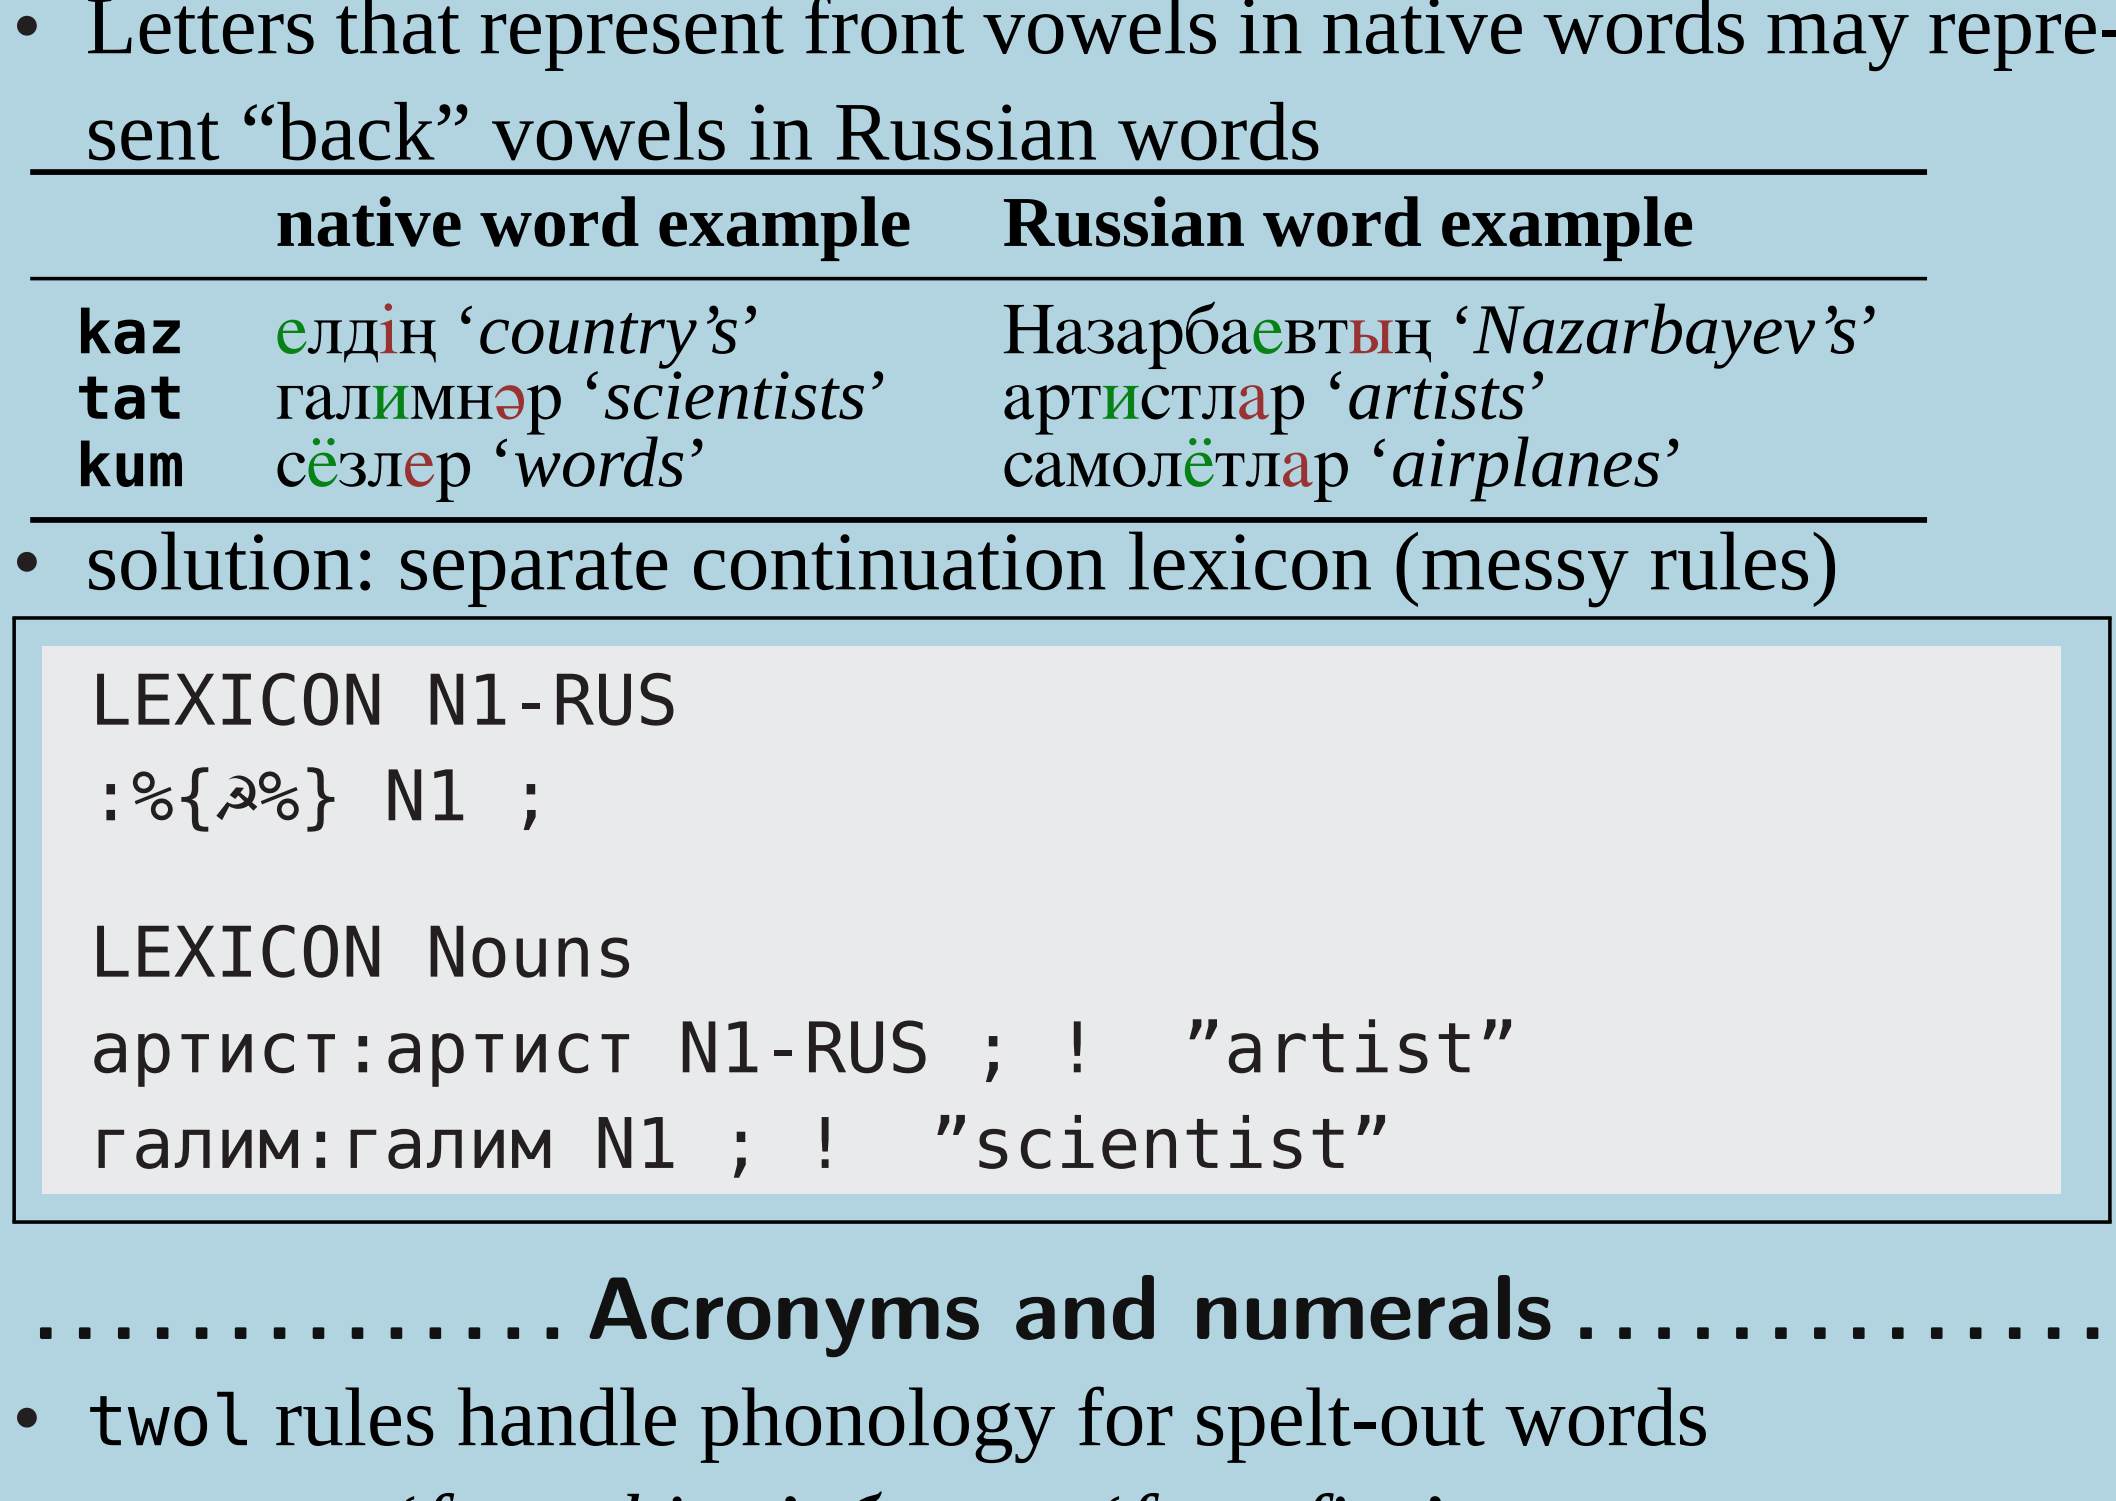 • Letters that represent front vowels in native words may repre-
sent “back” vowels in Russian words
native word example Russian word example
kaz елдің ‘country’s’ Назарбаевтың ‘Nazarbayev’s’
tat галимнәр ‘scientists’ артистлар ‘artists’
kum сёзлер ‘words’ самолётлар ‘airplanes’
• solution: separate continuation lexicon (messy rules)
LEXICON N1-RUS
:%{☭%} N1 ;
LEXICON Nouns
артист:артист N1-RUS ; ! ”artist”
галим:галим N1 ; ! ”scientist”
.............. Acronyms and numerals ..............
• twol rules handle phonology for spelt-out words